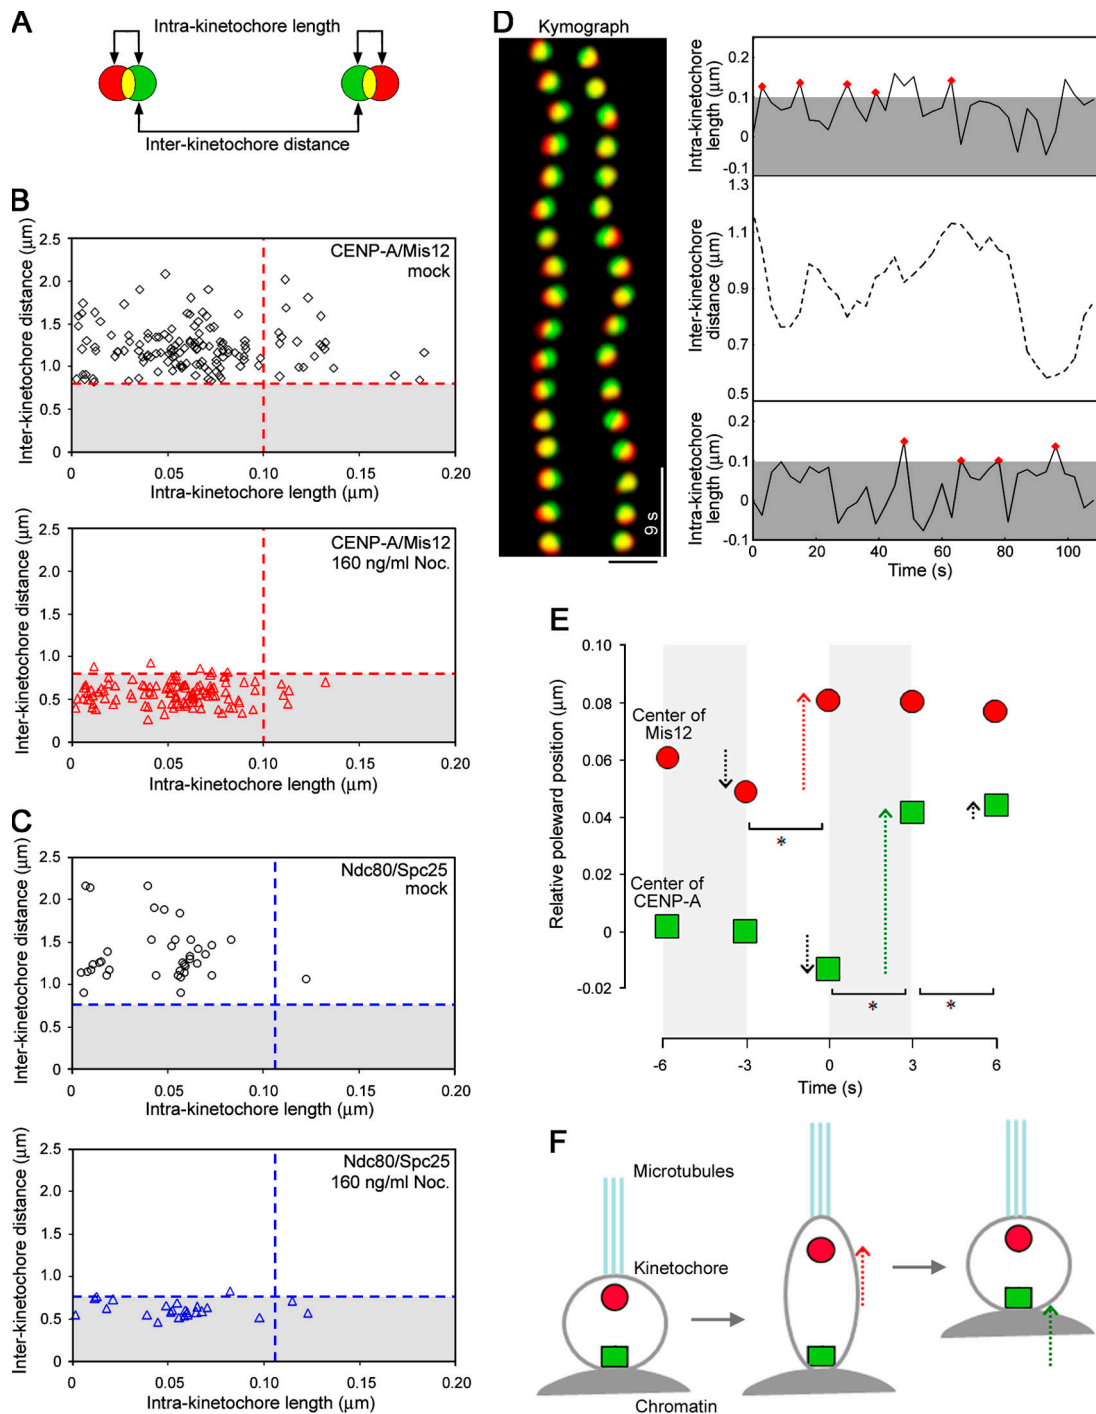 A
Intra-kinetochore length
Inter-kinetochore distance
B
Inter-kinetochore distance (μm)
2.5
2.0
1.5
1.0
0.5
0
CENP-A/Mis12
mock
0
0.05
0.10
0.15
0.20
Intra-kinetochore length (μm)
Inter-kinetochore distance (μm)
2.5
2.0
1.5
1.0
0.5
0
CENP-A/Mis12
160 ng/ml Noc.
0
0.05
0.10
0.15
0.20
Intra-kinetochore length (μm)
C
Inter-kinetochore distance (μm)
2.5
2.0
1.5
1.0
0.5
0
Ndc80/Spc25
mock
0
0.05
0.10
0.15
0.20
Intra-kinetochore length (μm)
Inter-kinetochore distance (μm)
2.5
2.0
1.5
1.0
0.5
0
Ndc80/Spc25
160 ng/ml Noc.
0
0.05
0.10
0.15
0.20
Intra-kinetochore length (μm)
D
Kymograph
9 s
Intra-kinetochore
length (μm)
0.2
0.1
0
-0.1
Inter-kinetochore
distance (μm)
1.3
1.1
0.9
0.7
0.5
Intra-kinetochore
length (μm)
0.2
0.1
0
-0.1
0
20
40
60
80
100
Time (s)
E
Relative poleward position (μm)
0.10
0.08
0.06
0.04
0.02
0
-0.02
Center of
Mis12
Center of
CENP-A
*
*
*
-6
-3
0
3
6
Time (s)
F
Microtubules
Kinetochore
Chromatin